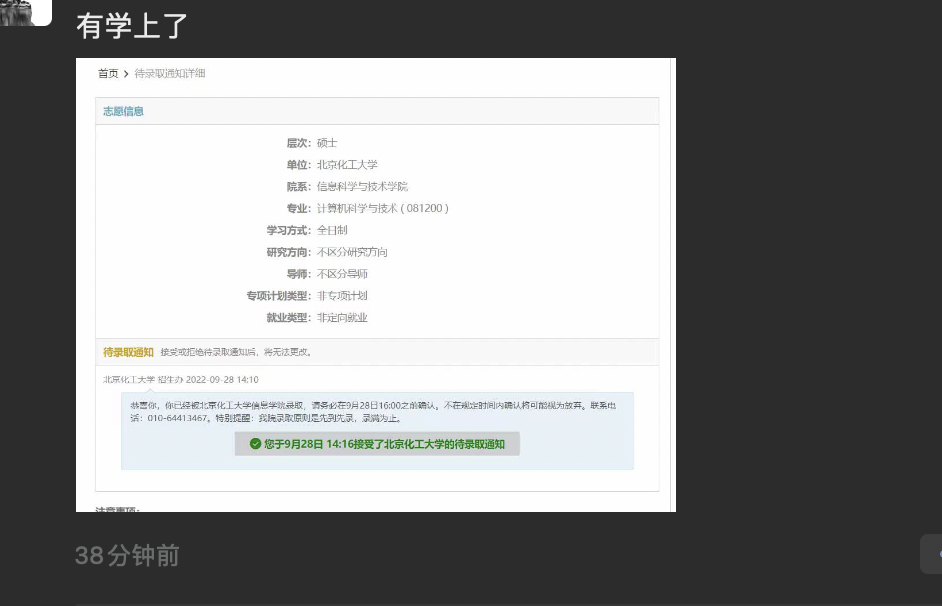 有学上了
首页 > 待录取通知详细
志愿信息
层次：硕士
单位：北京化工大学
院系：信息科学与技术学院
专业：计算机科学与技术 ( 081200 )
学习方式：全日制
研究方向：不区分研究方向
导师：不区分导师
专项计划类型：非专项计划
就业类型：非定向就业
待录取通知 接受或拒绝待录取通知后，将无法更改。
北京化工大学 招生办 2022-09-28 14:10
恭喜你，你已经被北京化工大学信息学院录取，请务必在9月28日16:00之前确认。不在规定时间内确认将可能视为放弃。联系电
话：010-64413467。特别提醒：我院录取原则是先到先录，录满为止。
您于9月28日 14:16接受了北京化工大学的待录取通知
注意事项：
38分钟前